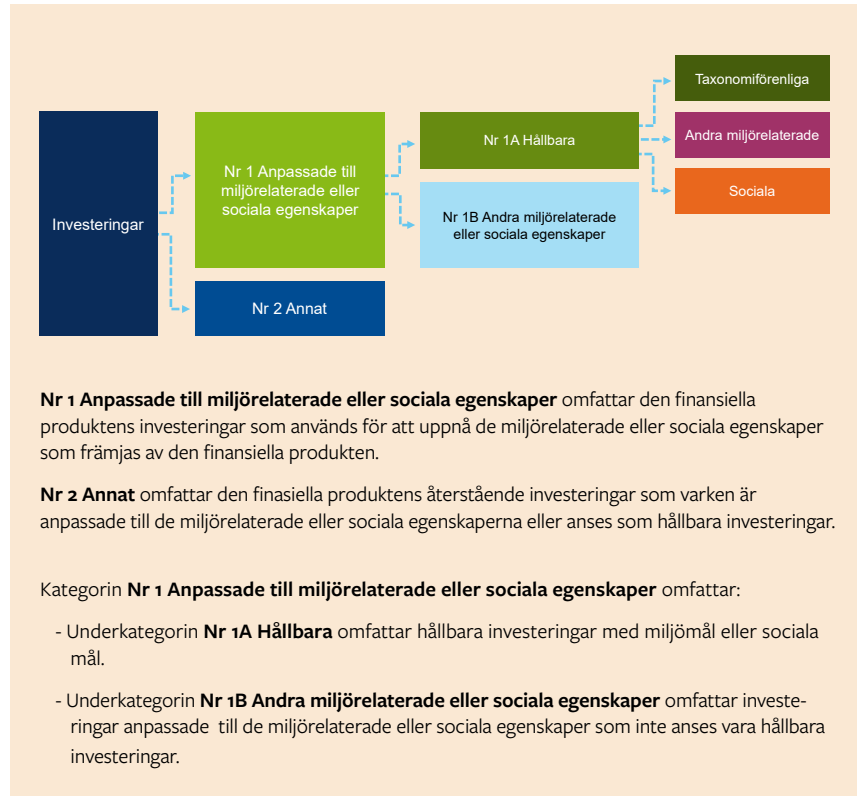 Investeringar
Nr 1 Anpassade till
miljörelaterade eller
sociala egenskaper
Nr 2 Annat
Nr 1A Hållbara
Nr 1B Andra miljörelaterade
eller sociala egenskaper
Taxonomiförenliga
Andra miljörelaterade
Sociala
Nr 1 Anpassade till miljörelaterade eller sociala egenskaper omfattar den finansiella
produktens investeringar som används för att uppnå de miljörelaterade eller sociala egenskaper
som främjas av den finansiella produkten.
Nr 2 Annat omfattar den finasiella produktens återstående investeringar som varken är
anpassade till de miljörelaterade eller sociala egenskaperna eller anses som hållbara investeringar.
Kategorin Nr 1 Anpassade till miljörelaterade eller sociala egenskaper omfattar:
- Underkategorin Nr 1A Hållbara omfattar hållbara investeringar med miljömål eller sociala
mål.
- Underkategorin Nr 1B Andra miljörelaterade eller sociala egenskaper omfattar investe-
ringar anpassade till de miljörelaterade eller sociala egenskaper som inte anses vara hållbara
investeringar.